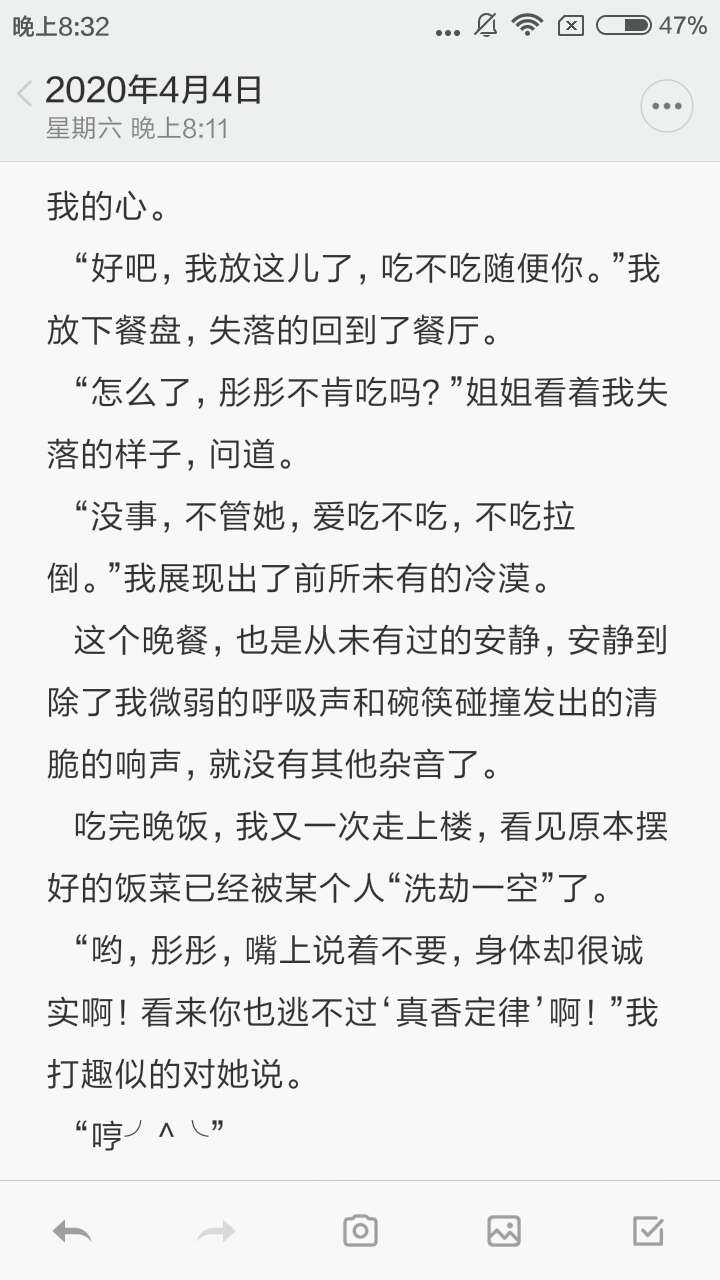 晚上8:32
47%
2020年4月4日
星期六 晚上8:11
我的心。
“好吧,我放这儿了,吃不吃随便你。”我
放下餐盘,失落的回到了餐厅。
“怎么了,彤彤不肯吃吗?”姐姐看着我失
落的样子,问道。
“没事,不管她,爱吃不吃,不吃拉
倒。”我展现出了前所未有的冷漠。
这个晚餐,也是从未有过的安静,安静到
除了我微弱的呼吸声和碗筷碰撞发出的清
脆的响声,就没有其他杂音了。
吃完晚饭,我又一次走上楼,看见原本摆
好的饭菜已经被某个人“洗劫一空”了。
“哟,彤彤,嘴上说着不要,身体却很诚
实啊!看来你也逃不过‘真香定律’啊!”我
打趣似的对她说。
“哼╯^╰”